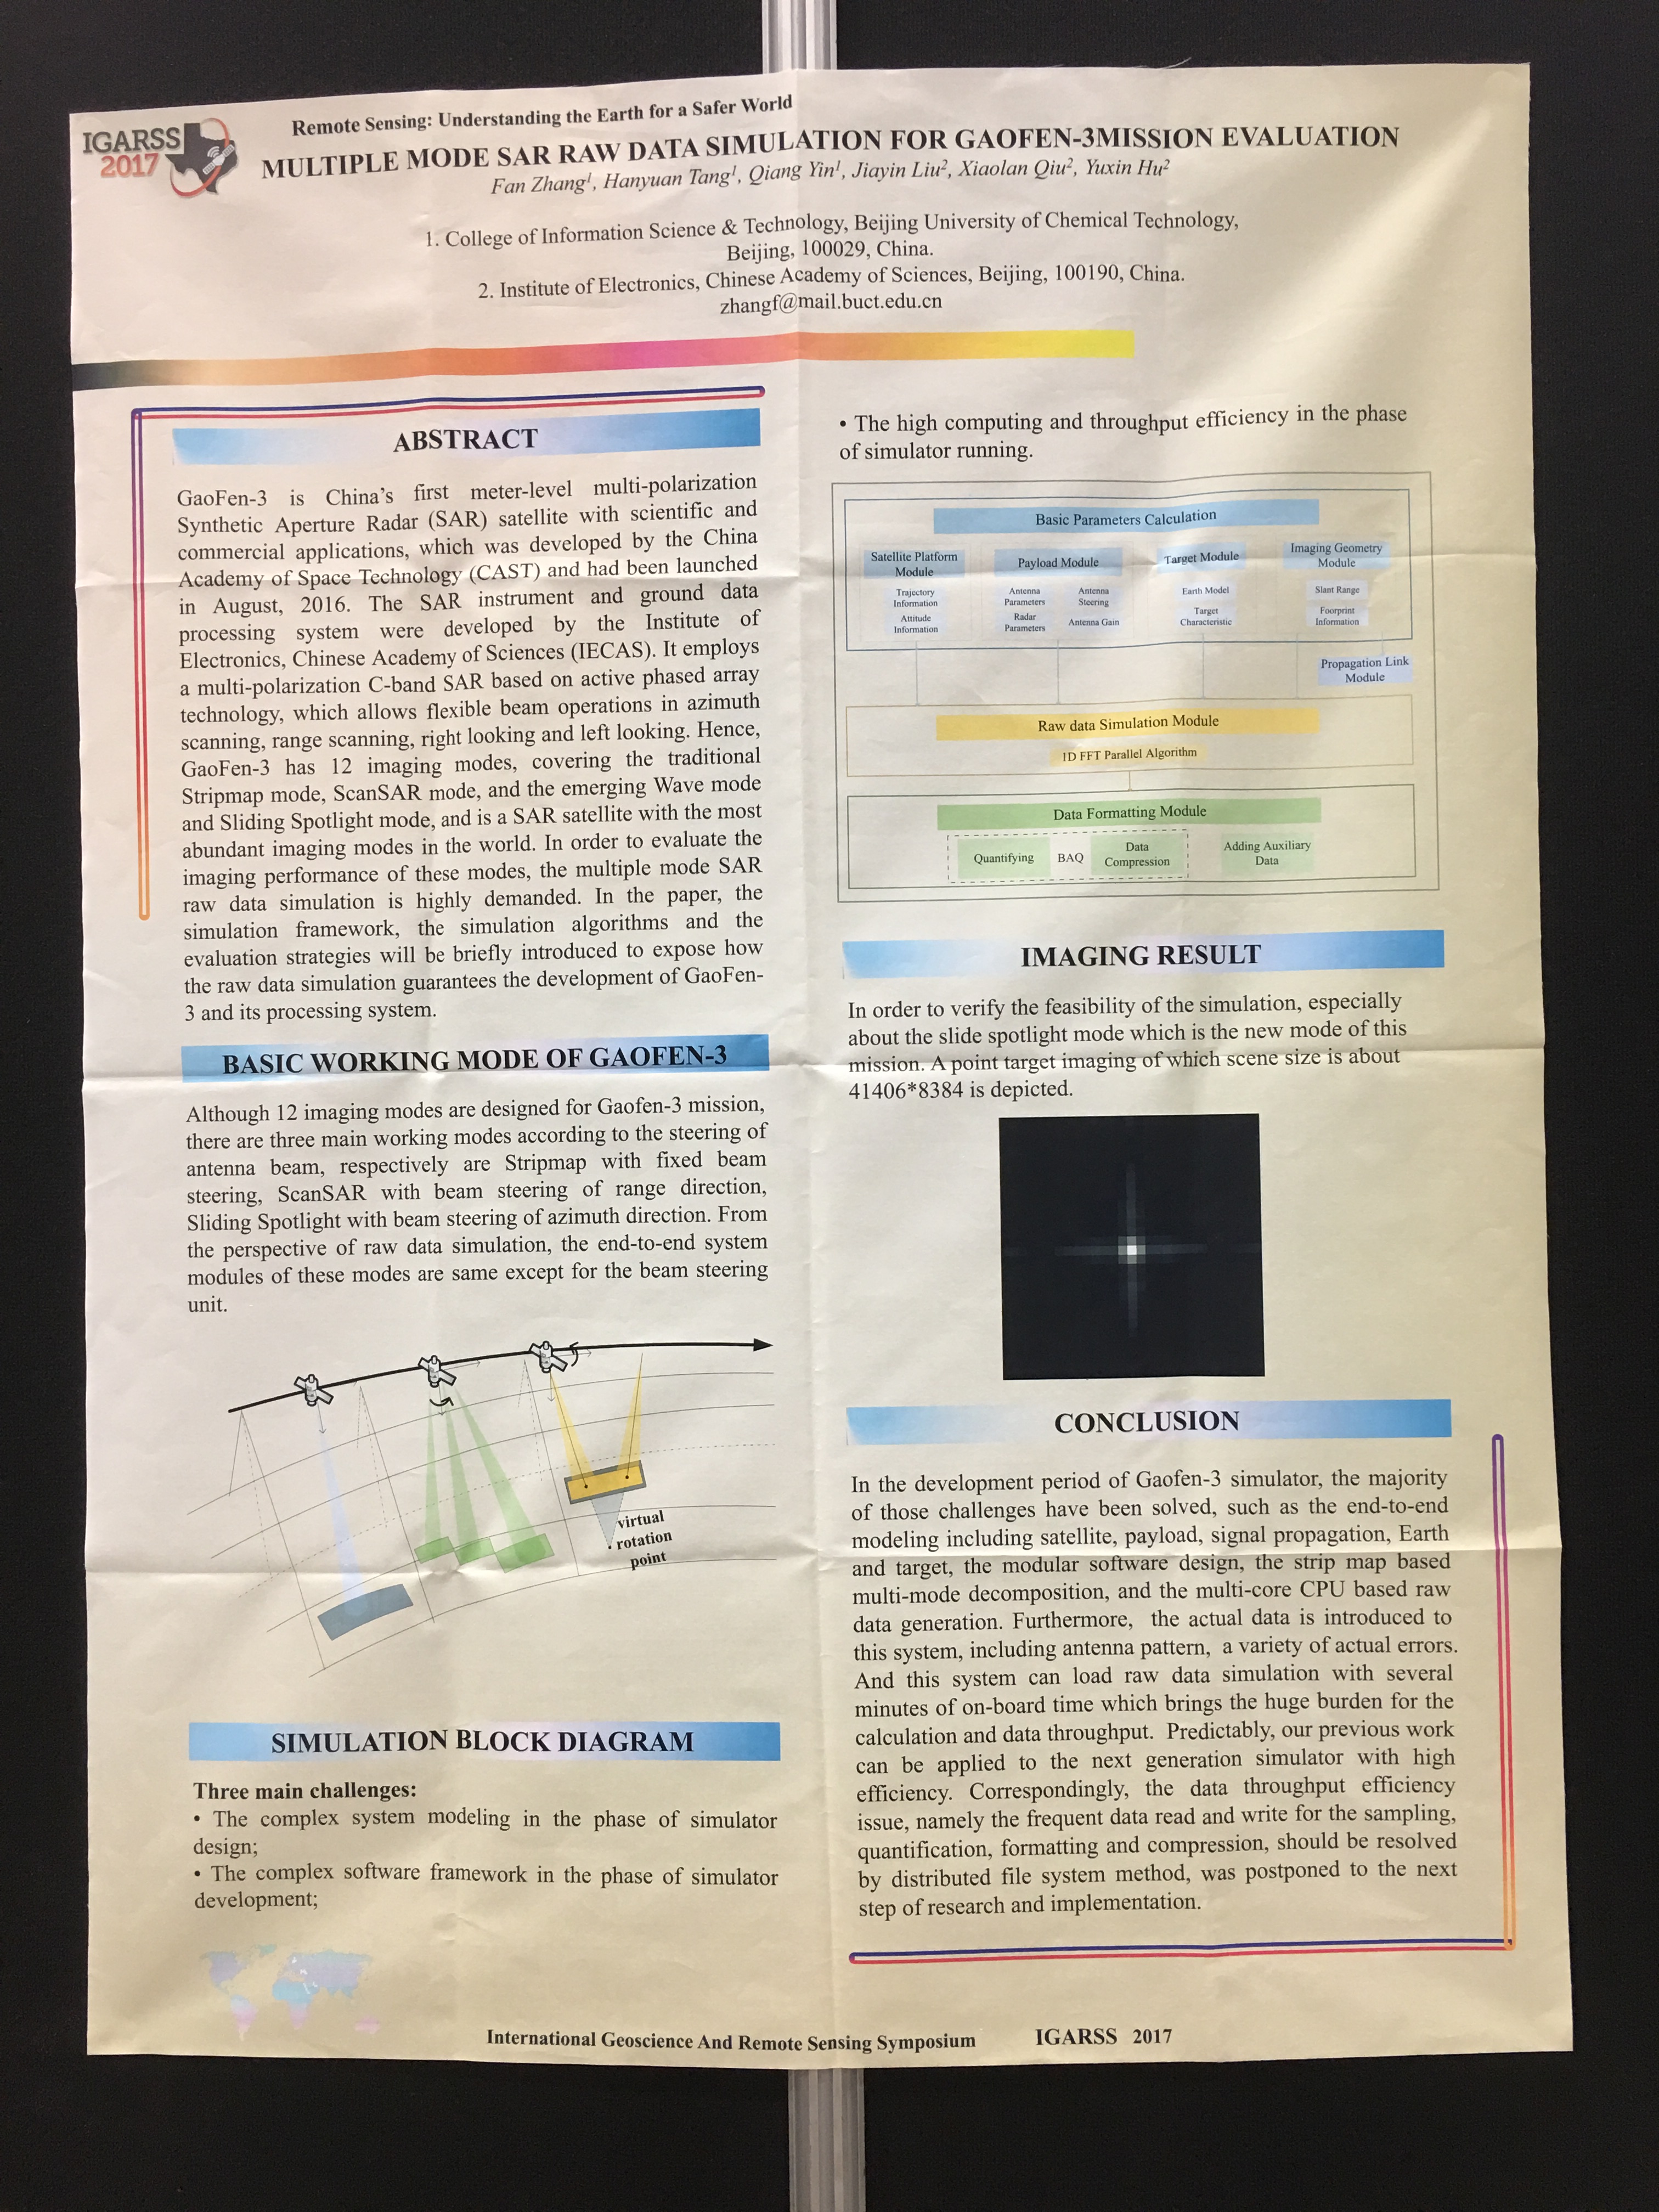 IGARSS
2017
Remote Sensing: Understanding the Earth for a Safer World
MULTIPLE MODE SAR RAW DATA SIMULATION FOR GAOFEN-3MISSION EVALUATION
Fan Zhang¹, Hanyuan Tang¹, Qiang Yin¹, Jiayin Liu², Xiaolan Qiu², Yuxin Hu²
1. College of Information Science & Technology, Beijing University of Chemical Technology,
Beijing, 100029, China.
2. Institute of Electronics, Chinese Academy of Sciences, Beijing, 100190, China.
zhangf@mail.buct.edu.cn
ABSTRACT
GaoFen-3 is China's first meter-level multi-polarization
Synthetic Aperture Radar (SAR) satellite with scientific and
commercial applications, which was developed by the China
Academy of Space Technology (CAST) and had been launched
in August, 2016. The SAR instrument and ground data
processing system were developed by the Institute of
Electronics, Chinese Academy of Sciences (IECAS). It employs
a multi-polarization C-band SAR based on active phased array
technology, which allows flexible beam operations in azimuth
scanning, range scanning, right looking and left looking. Hence,
GaoFen-3 has 12 imaging modes, covering the traditional
Stripmap mode, ScanSAR mode, and the emerging Wave mode
and Sliding Spotlight mode, and is a SAR satellite with the most
abundant imaging modes in the world. In order to evaluate the
imaging performance of these modes, the multiple mode SAR
raw data simulation is highly demanded. In the paper, the
simulation framework, the simulation algorithms and the
evaluation strategies will be briefly introduced to expose how
the raw data simulation guarantees the development of GaoFen-
3 and its processing system.
BASIC WORKING MODE OF GAOFEN-3
Although 12 imaging modes are designed for Gaofen-3 mission,
there are three main working modes according to the steering of
antenna beam, respectively are Stripmap with fixed beam
steering, ScanSAR with beam steering of range direction,
Sliding Spotlight with beam steering of azimuth direction. From
the perspective of raw data simulation, the end-to-end system
modules of these modes are same except for the beam steering
unit.
virtual
rotation
point
SIMULATION BLOCK DIAGRAM
Three main challenges:
• The complex system modeling in the phase of simulator
design;
• The complex software framework in the phase of simulator
development;
• The high computing and throughput efficiency in the phase
of simulator running.
Basic Parameters Calculation
Satellite Platform
Module
Trajectory
Information
Attitude
Information
Payload Module
Antenna
Parameters
Antenna
Steering
Radar
Parameters
Antenna Gain
Target Module
Earth Model
Target
Characteristic
Imaging Geometry
Module
Slant Range
Foorprint
Information
Propagation Link
Module
Raw data Simulation Module
1D FFT Parallel Algorithm
Data Formatting Module
Quantifying
BAQ
Data
Compression
Adding Auxiliary
Data
IMAGING RESULT
In order to verify the feasibility of the simulation, especially
about the slide spotlight mode which is the new mode of this
mission. A point target imaging of which scene size is about
41406*8384 is depicted.
CONCLUSION
In the development period of Gaofen-3 simulator, the majority
of those challenges have been solved, such as the end-to-end
modeling including satellite, payload, signal propagation, Earth
and target, the modular software design, the strip map based
multi-mode decomposition, and the multi-core CPU based raw
data generation. Furthermore, the actual data is introduced to
this system, including antenna pattern, a variety of actual errors.
And this system can load raw data simulation with several
minutes of on-board time which brings the huge burden for the
calculation and data throughput. Predictably, our previous work
can be applied to the next generation simulator with high
efficiency. Correspondingly, the data throughput efficiency
issue, namely the frequent data read and write for the sampling,
quantification, formatting and compression, should be resolved
by distributed file system method, was postponed to the next
step of research and implementation.
International Geoscience And Remote Sensing Symposium IGARSS 2017